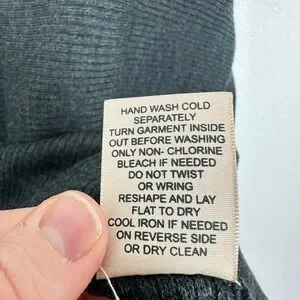 HAND WASH COLD
SEPARATELY
TURN GARMENT INSIDE
OUT BEFORE WASHING
ONLY NON- CHLORINE
BLEACH IF NEEDED
DO NOT TWIST
OR WRING
RESHAPE AND LAY
FLAT TO DRY
COOL IRON IF NEEDED
ON REVERSE SIDE
OR DRY CLEAN